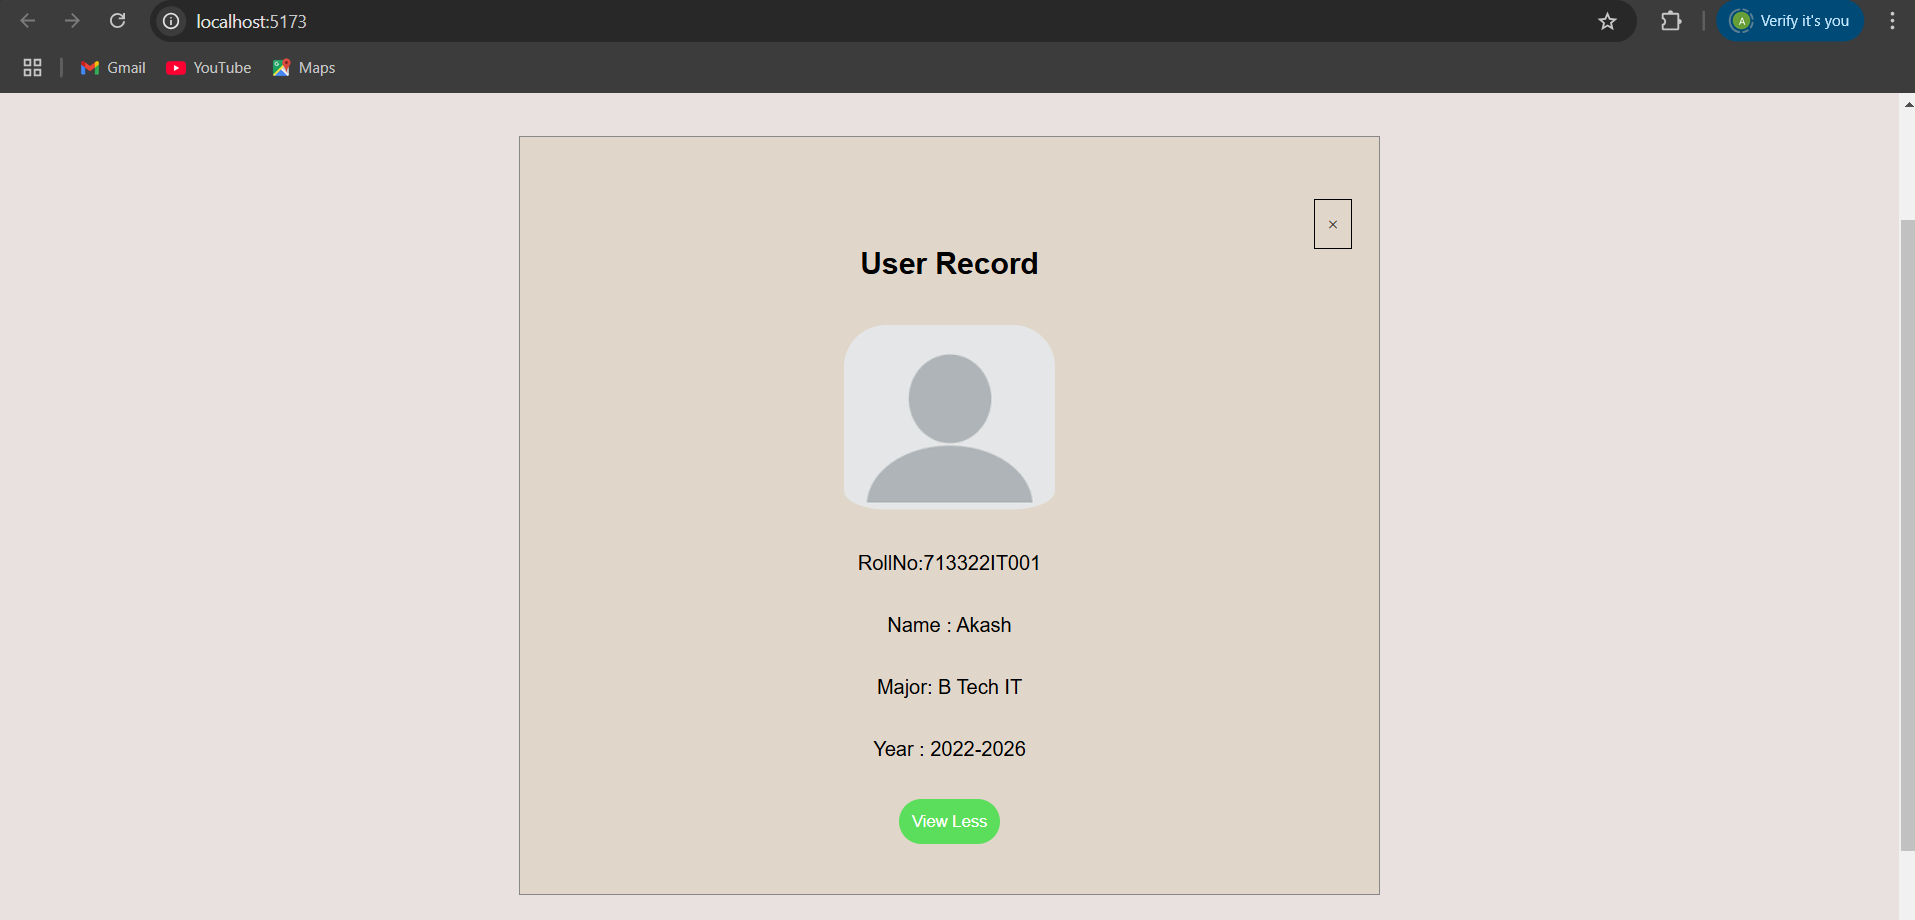 localhost:5173
A Verify it's you
Gmail YouTube Maps
×
User Record
RollNo:713322IT001
Name : Akash
Major: B Tech IT
Year : 2022-2026
View Less